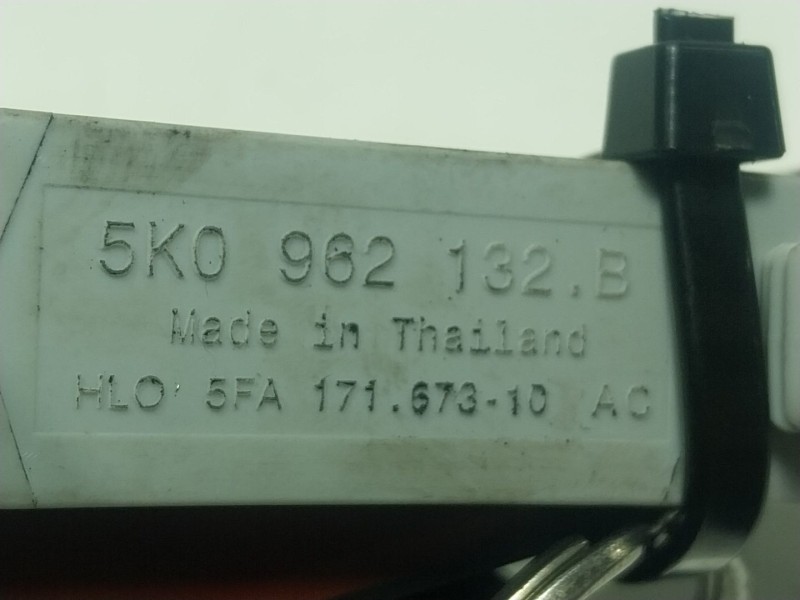 5K0 962 132.B
Made in Thailand
HLO 5FA 171.673-10 AC